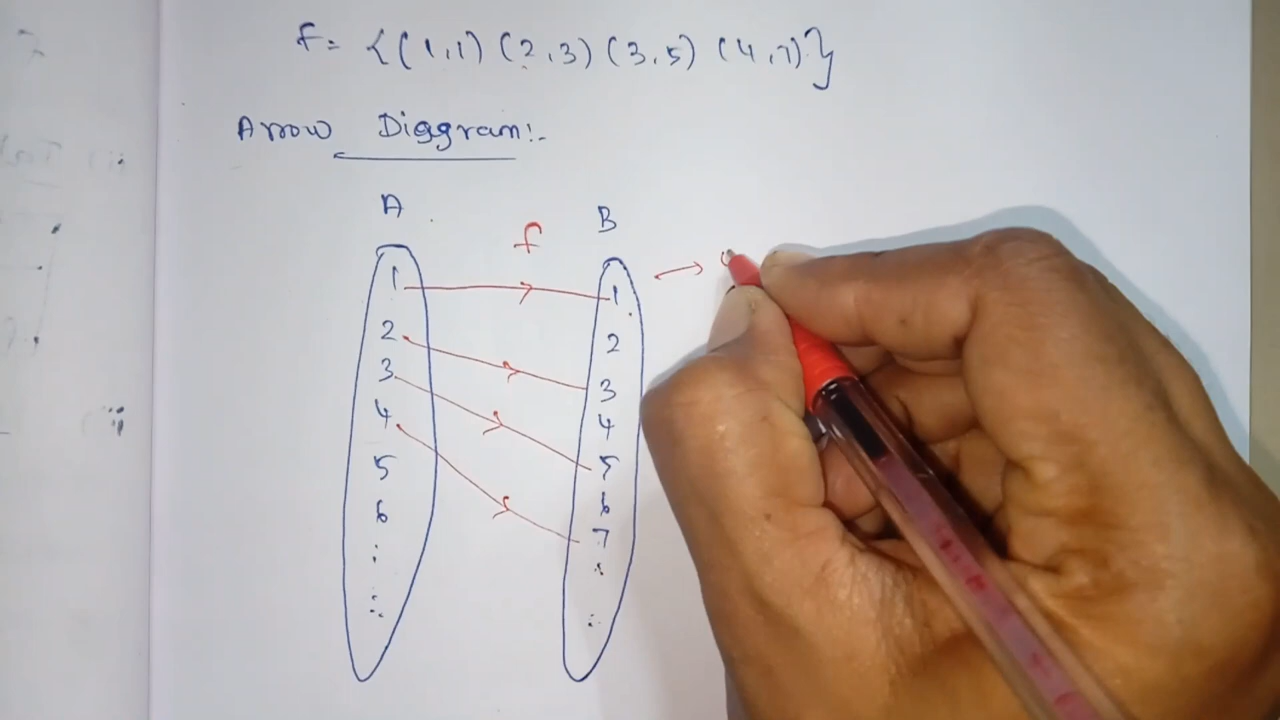 f = {(1,1) (2,3) (3,5) (4,7)}
Arrow Diggram:-
A
f
B
1 → 1 →
2 2
3 3
4 4
5 5
6 6
: 7